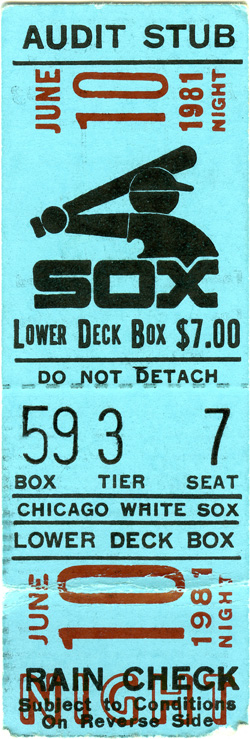 AUDIT STUB
JUNE 10 1981 NIGHT
SOX
LOWER DECK BOX $7.00
DO NOT DETACH
59 3 7
BOX TIER SEAT
CHICAGO WHITE SOX
LOWER DECK BOX
JUNE 10 1981 NIGHT
NIGHT
RAIN CHECK
Subject to Conditions
On Reverse Side